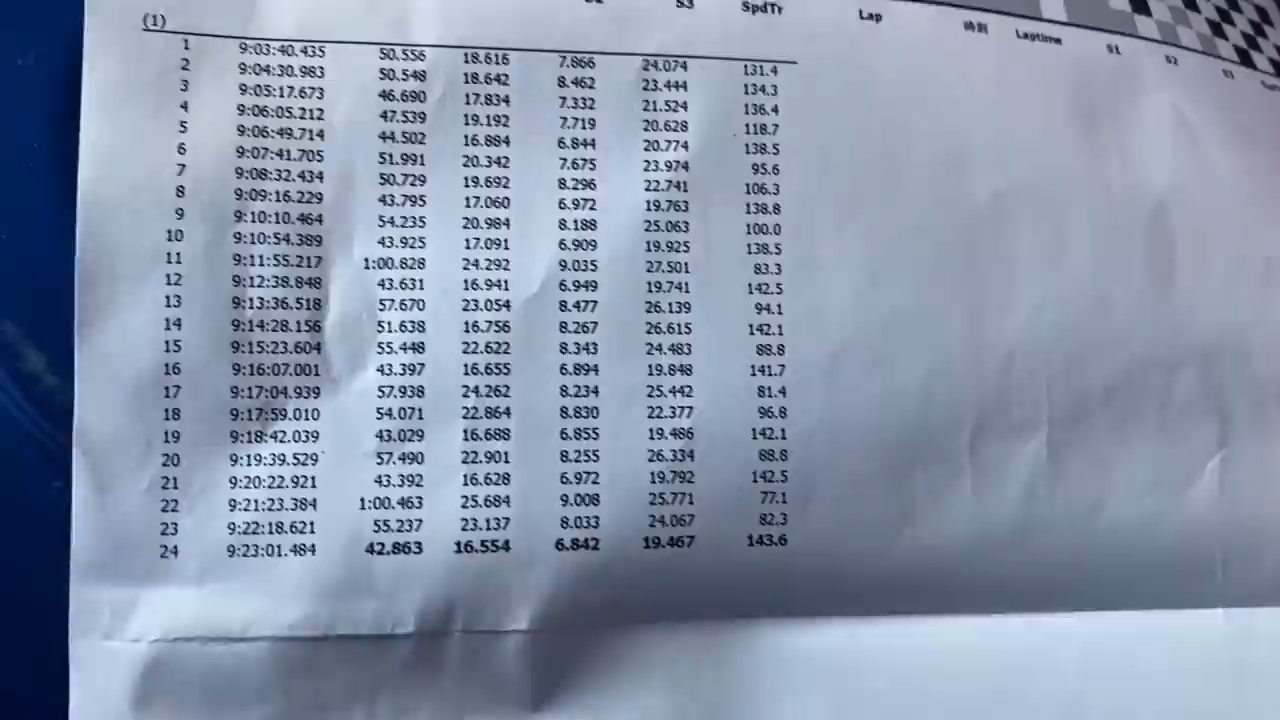 S3 SpdTr Lap 時刻 Laptime S1 S2 S3
(1)
1 9:03:40.435 50.556 18.616 7.866 24.074 131.4
2 9:04:30.983 50.548 18.642 8.462 23.444 134.3
3 9:05:17.673 46.690 17.834 7.332 21.524 136.4
4 9:06:05.212 47.539 19.192 7.719 20.628 118.7
5 9:06:49.714 44.502 16.884 6.844 20.774 138.5
6 9:07:41.705 51.991 20.342 7.675 23.974 95.6
7 9:08:32.434 50.729 19.692 8.296 22.741 106.3
8 9:09:16.229 43.795 17.060 6.972 19.763 138.8
9 9:10:10.464 54.235 20.984 8.188 25.063 100.0
10 9:10:54.389 43.925 17.091 6.909 19.925 138.5
11 9:11:55.217 1:00.828 24.292 9.035 27.501 83.3
12 9:12:38.848 43.631 16.941 6.949 19.741 142.5
13 9:13:36.518 57.670 23.054 8.477 26.139 94.1
14 9:14:28.156 51.638 16.756 8.267 26.615 142.1
15 9:15:23.604 55.448 22.622 8.343 24.483 88.8
16 9:16:07.001 43.397 16.655 6.894 19.848 141.7
17 9:17:04.939 57.938 24.262 8.234 25.442 81.4
18 9:17:59.010 54.071 22.864 8.830 22.377 96.8
19 9:18:42.039 43.029 16.688 6.855 19.486 142.1
20 9:19:39.529 57.490 22.901 8.255 26.334 88.8
21 9:20:22.921 43.392 16.628 6.972 19.792 142.5
22 9:21:23.384 1:00.463 25.684 9.008 25.771 77.1
23 9:22:18.621 55.237 23.137 8.033 24.067 82.3
24 9:23:01.484 42.863 16.554 6.842 19.467 143.6